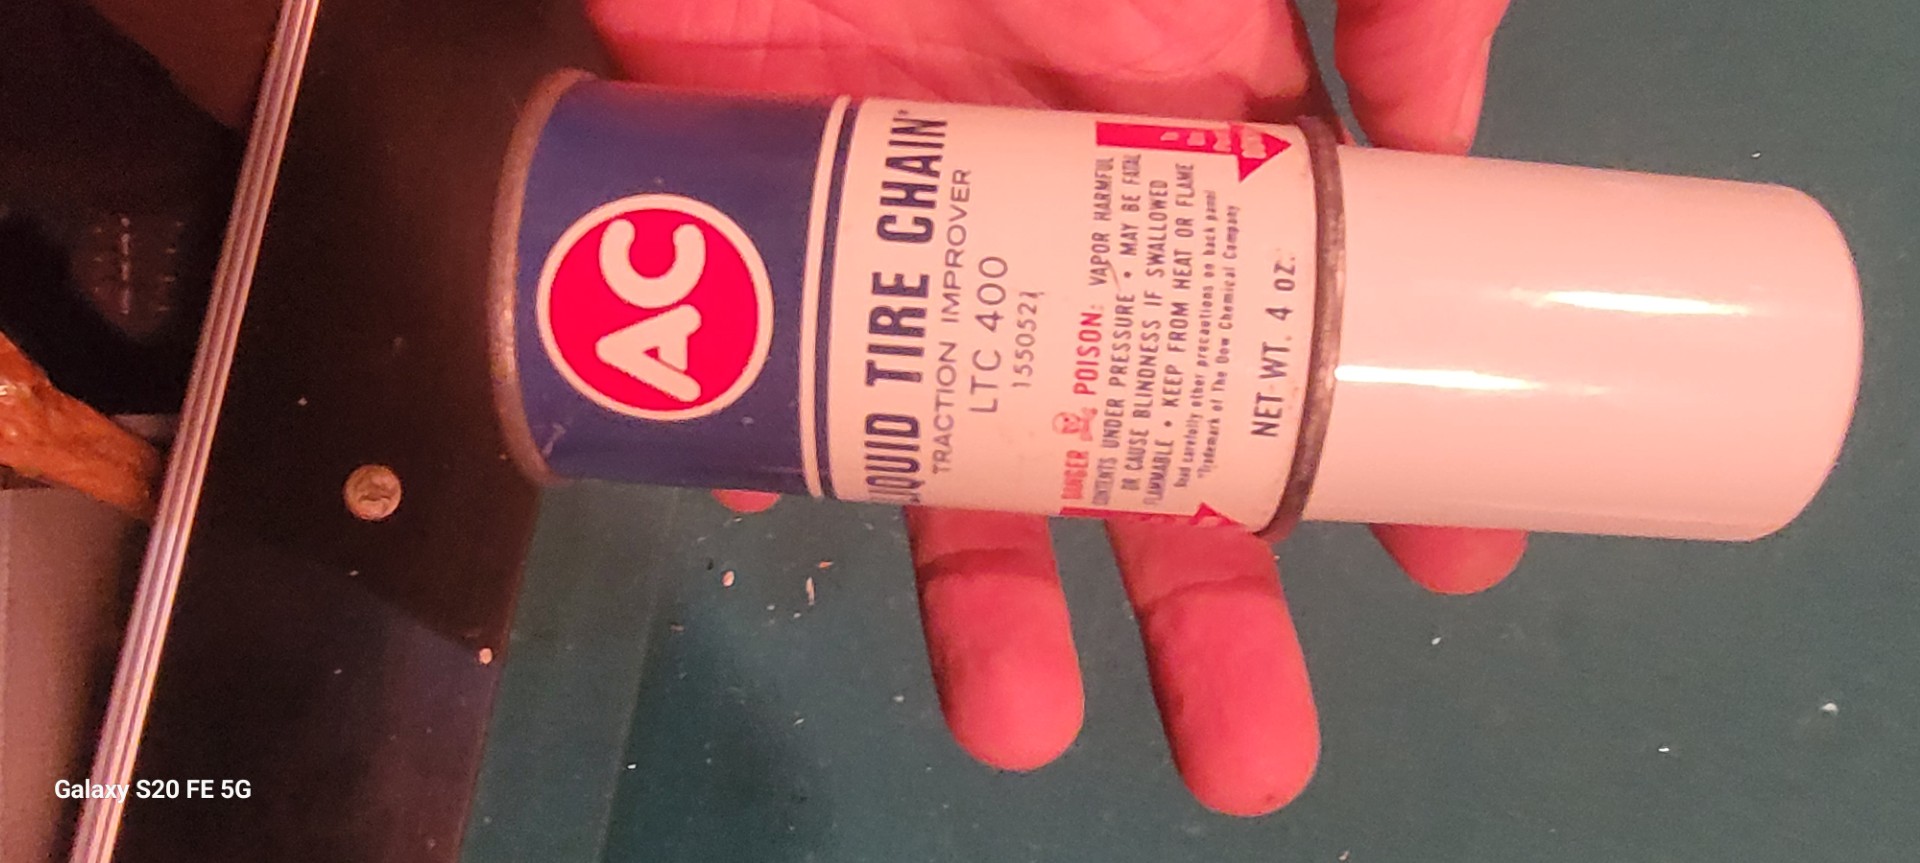 AC
LIQUID TIRE CHAIN*
TRACTION IMPROVER
LTC 400
1550521
DANGER POISON: VAPOR HARMFUL
CONTENTS UNDER PRESSURE • MAY BE FATAL
OR CAUSE BLINDNESS IF SWALLOWED
FLAMMABLE • KEEP FROM HEAT OR FLAME
Read carefully other precautions on back panel
*Trademark of The Dow Chemical Company
NET WT. 4 OZ.
Galaxy S20 FE 5G